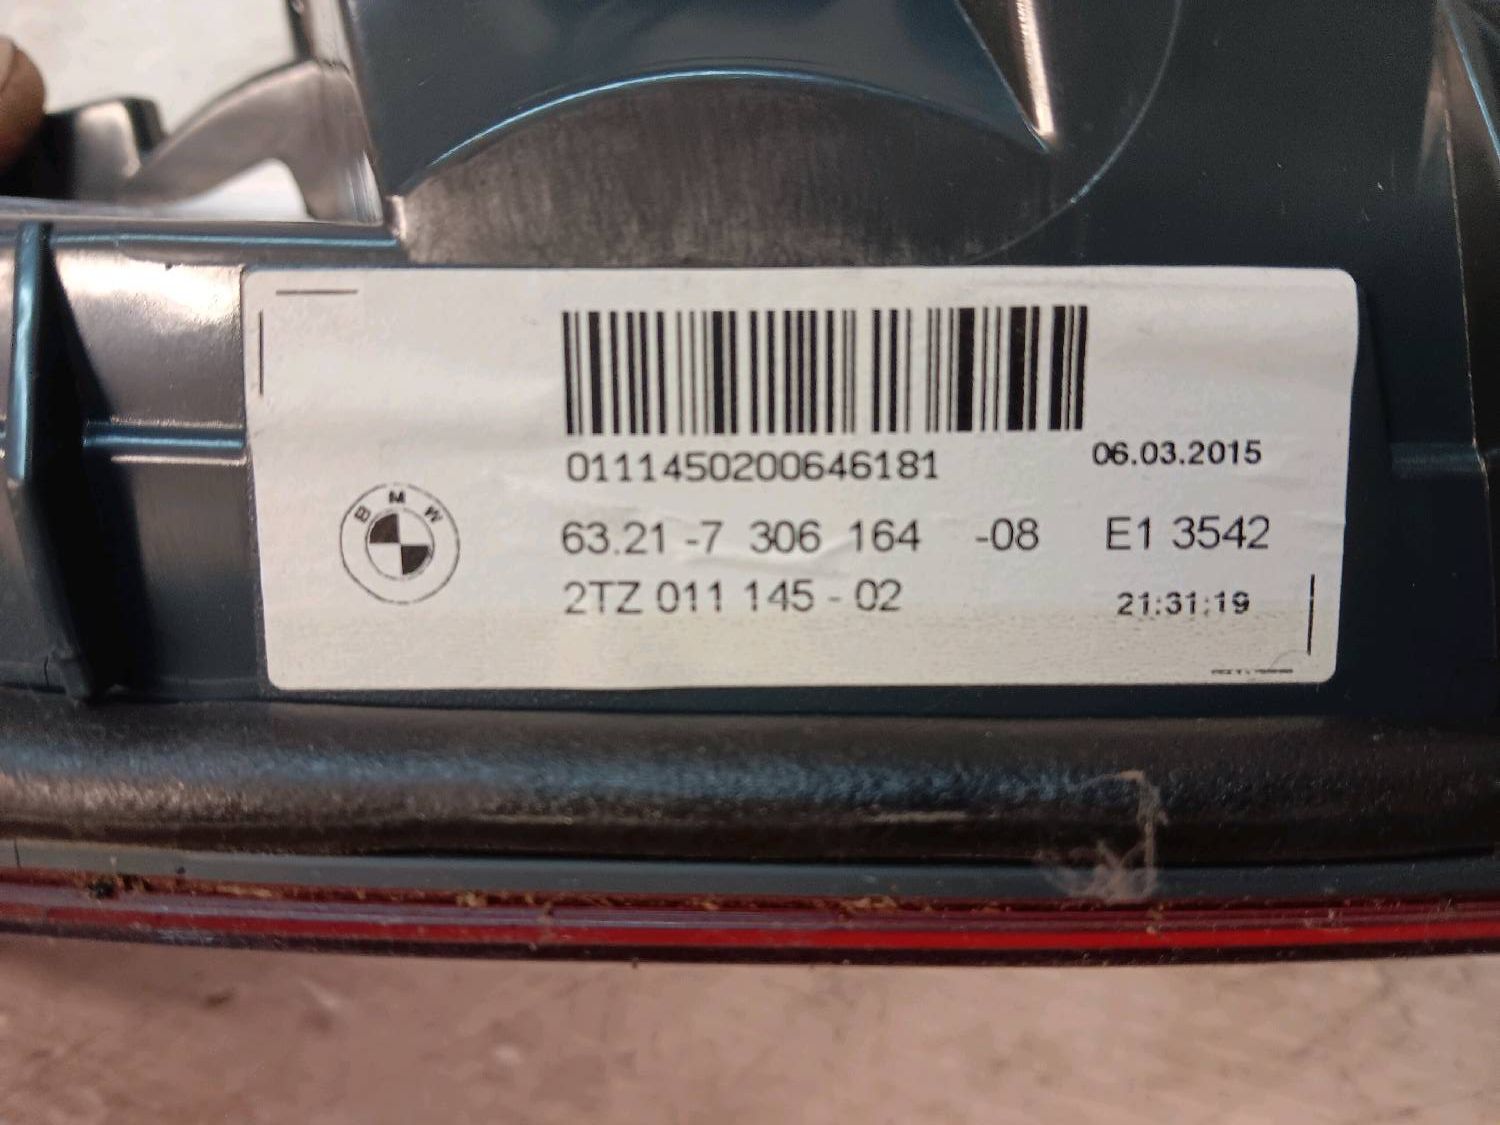 0111450200646181
06.03.2015
BMW
63.21 -7 306 164 -08 E1 3542
2TZ 011 145 - 02
21:31:19